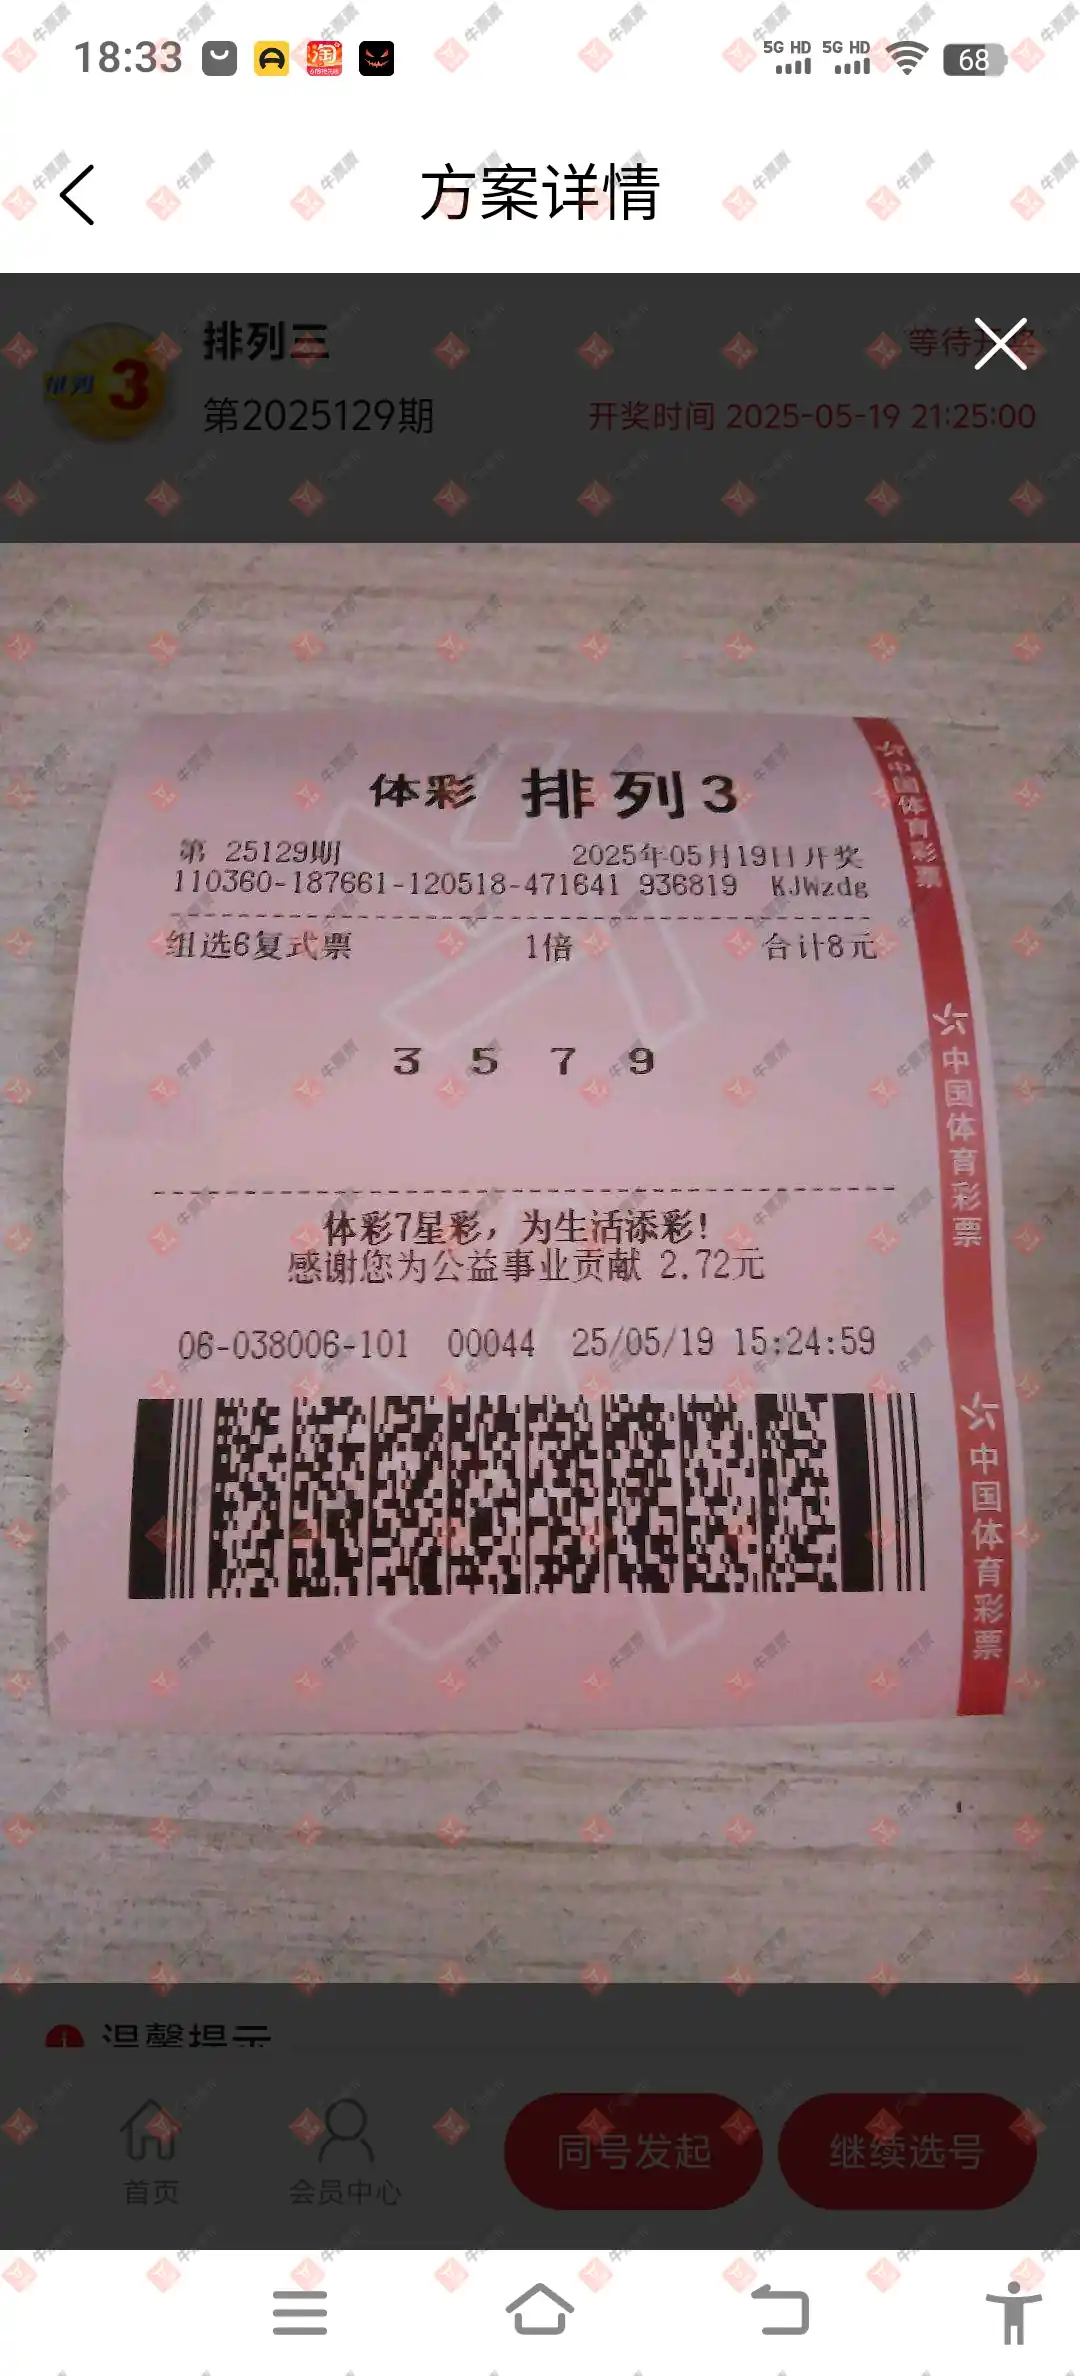 18:33
5G HD 5G HD 68
方案详情
排列三
排列 3
第2025129期
开奖时间 2025-05-19 21:25:00
体彩 排列3
第 25129期 2025年05月19日开奖
110360-187661-120518-471641 936819 KJWzdg
组选6复式票 1倍 合计8元
3 5 7 9
体彩7星彩，为生活添彩!
感谢您为公益事业贡献 2.72元
06-038006-101 00044 25/05/19 15:24:59
中国体育彩票
中国体育彩票
中国体育彩票
温馨提示
首页
会员中心
同号发起
继续选号